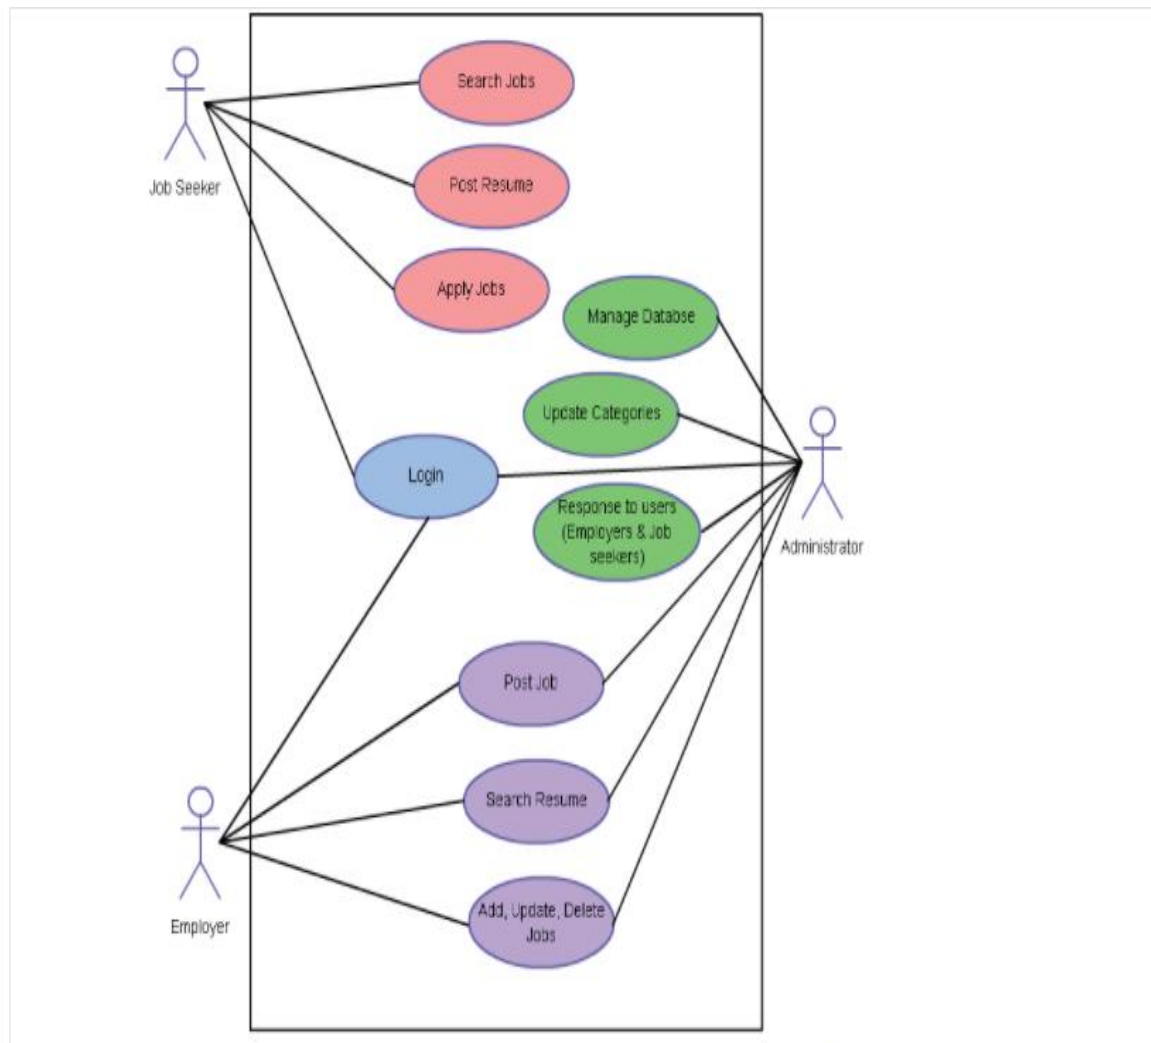 Search Jobs
Job Seeker
Post Resume
Apply Jobs
Manage Databse
Update Categories
Login
Response to users
(Employers & Job
seekers)
Administrator
Post Job
Search Resume
Employer
Add, Update, Delete
Jobs